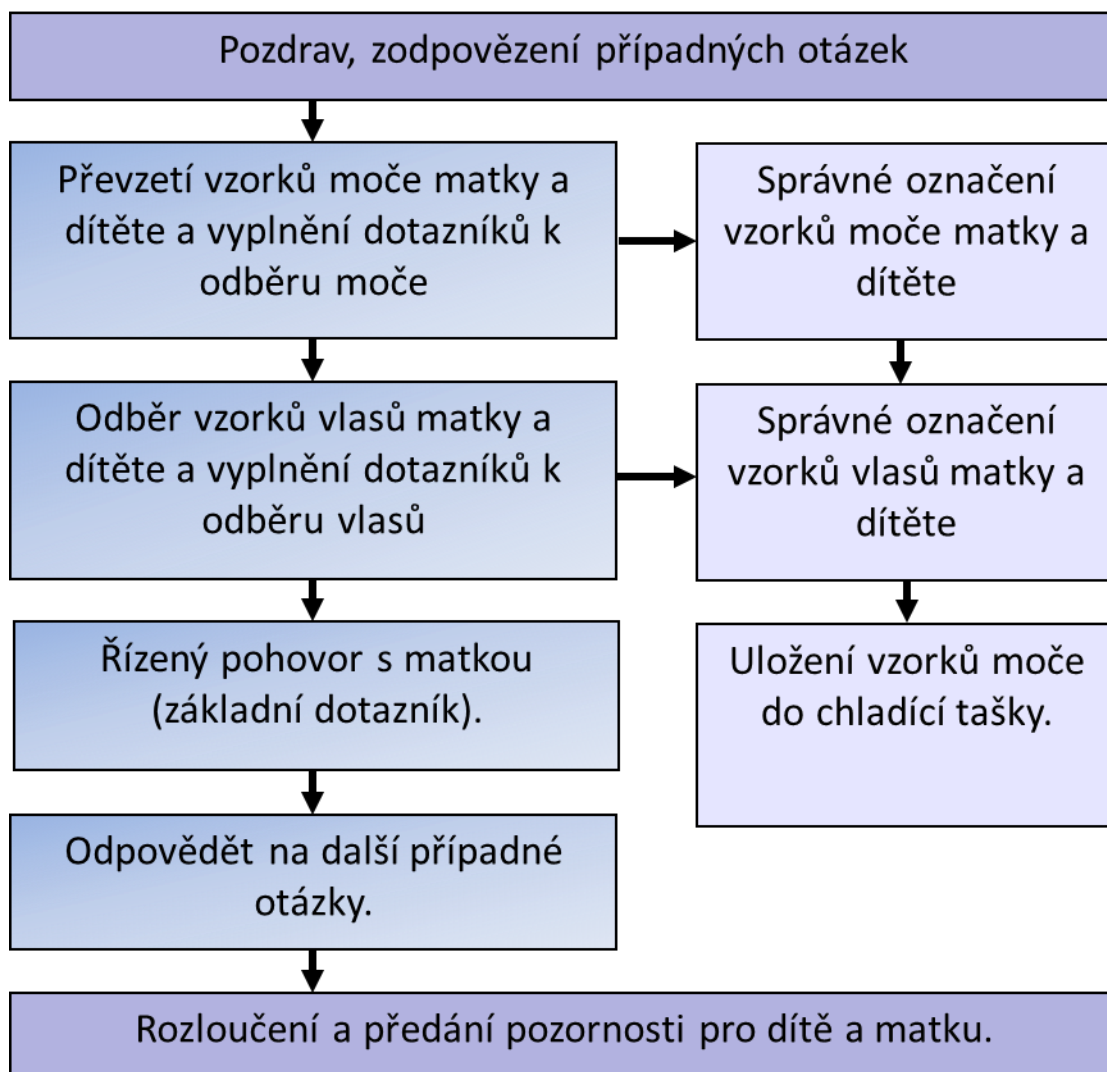 Pozdrav, zodpovězení případných otázek
Převzetí vzorků moče matky a
dítěte a vyplnění dotazníků k
odběru moče
Správné označení
vzorků moče matky a
dítěte
Odběr vzorků vlasů matky a
dítěte a vyplnění dotazníků k
odběru vlasů
Správné označení
vzorků vlasů matky a
dítěte
Řízený pohovor s matkou
(základní dotazník).
Uložení vzorků moče
do chladící tašky.
Odpovědět na další případné
otázky.
Rozloučení a předání pozornosti pro dítě a matku.